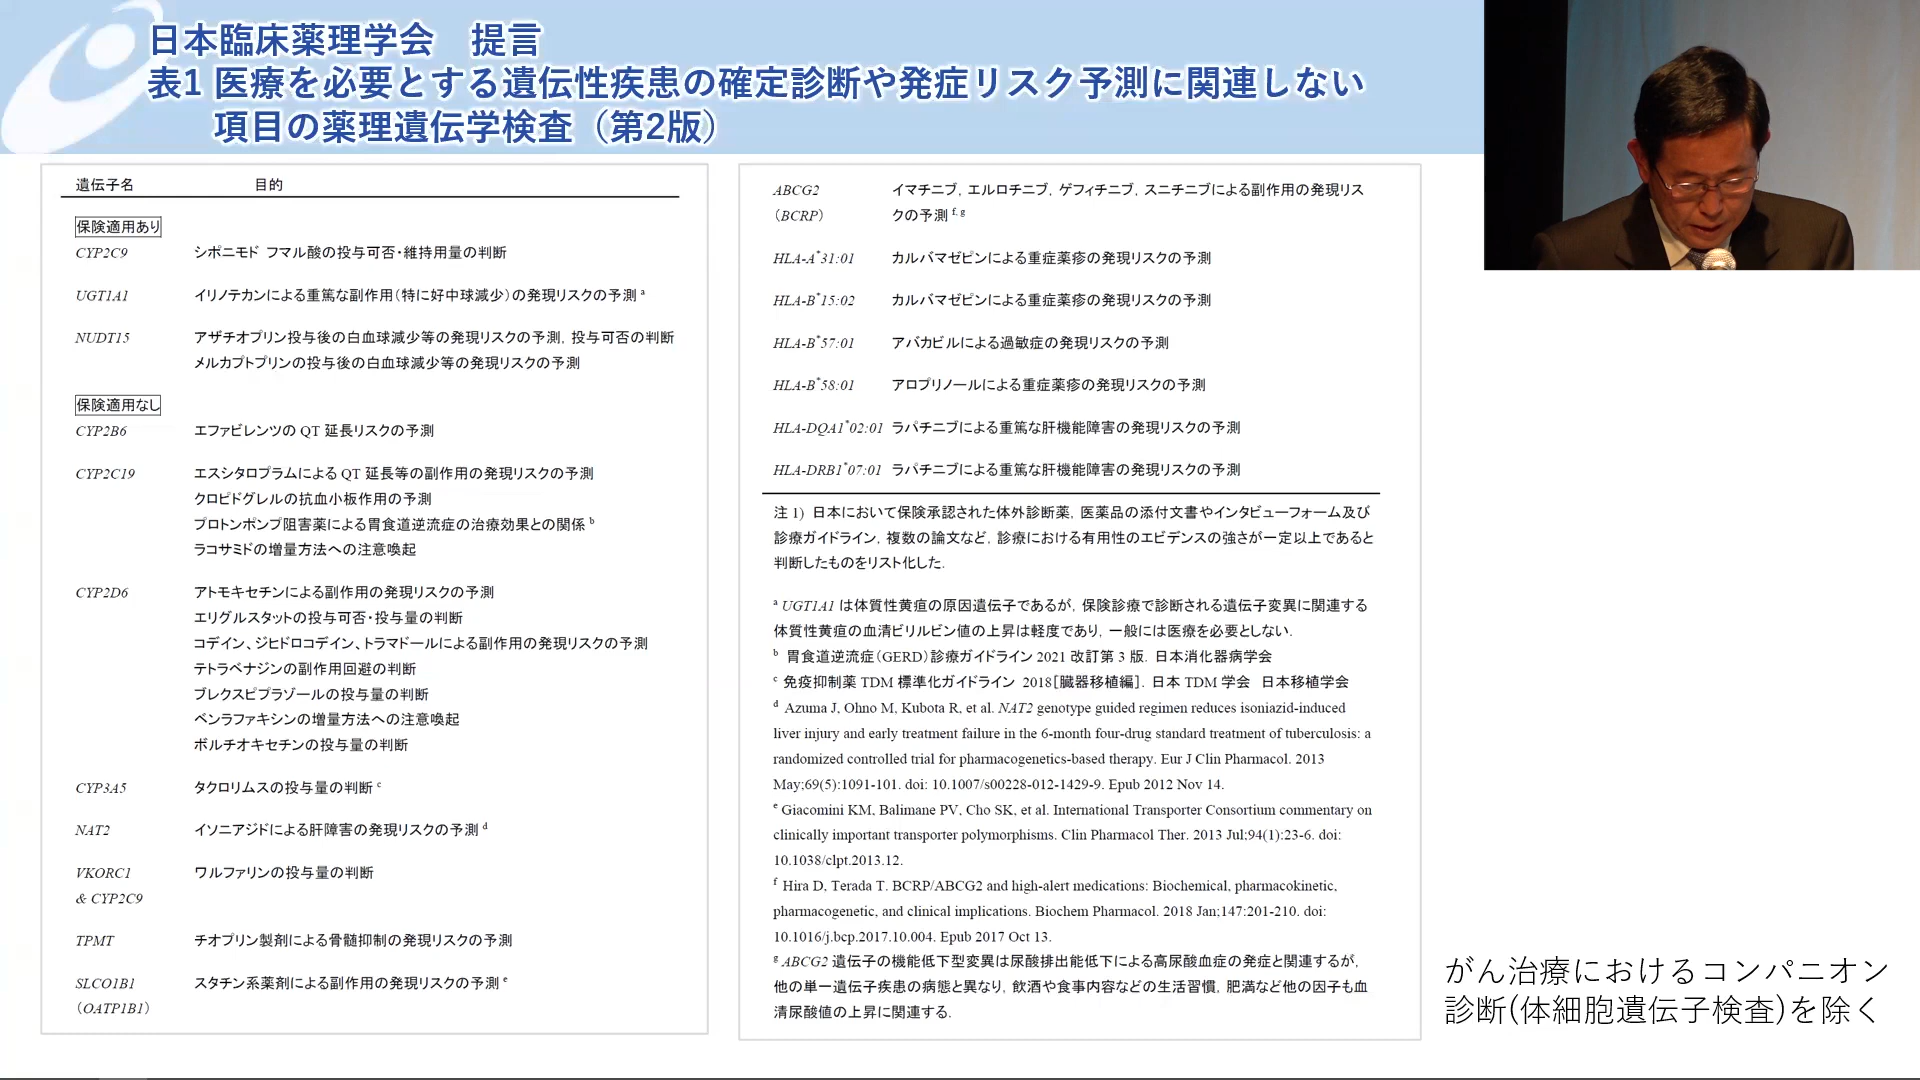 日本臨床薬理学会　提言
表1 医療を必要とする遺伝性疾患の確定診断や発症リスク予測に関連しない
項目の薬理遺伝学検査（第2版）
遺伝子名　目的
保険適用あり
CYP2C9　シポニモド フマル酸の投与可否・維持用量の判断
UGT1A1　イリノテカンによる重篤な副作用（特に好中球減少）の発現リスクの予測 a
NUDT15　アザチオプリン投与後の白血球減少等の発現リスクの予測，投与可否の判断
メルカプトプリンの投与後の白血球減少等の発現リスクの予測
保険適用なし
CYP2B6　エファビレンツの QT 延長リスクの予測
CYP2C19　エスシタロプラムによる QT 延長等の副作用の発現リスクの予測
クロピドグレルの抗血小板作用の予測
プロトンポンプ阻害薬による胃食道逆流症の治療効果との関係 b
ラコサミドの増量方法への注意喚起
CYP2D6　アトモキセチンによる副作用の発現リスクの予測
エリグルスタットの投与可否・投与量の判断
コデイン、ジヒドロコデイン、トラマドールによる副作用の発現リスクの予測
テトラベナジンの副作用回避の判断
ブレクスピプラゾールの投与量の判断
ベンラファキシンの増量方法への注意喚起
ボルチオキセチンの投与量の判断
CYP3A5　タクロリムスの投与量の判断 c
NAT2　イソニアジドによる肝障害の発現リスクの予測 d
VKORC1　ワルファリンの投与量の判断
& CYP2C9
TPMT　チオプリン製剤による骨髄抑制の発現リスクの予測
SLCO1B1　スタチン系薬剤による副作用の発現リスクの予測 e
（OATP1B1）
ABCG2　イマチニブ，エルロチニブ，ゲフィチニブ，スニチニブによる副作用の発現リス
（BCRP）　クの予測 f, g
HLA-A*31:01　カルバマゼピンによる重症薬疹の発現リスクの予測
HLA-B*15:02　カルバマゼピンによる重症薬疹の発現リスクの予測
HLA-B*57:01　アバカビルによる過敏症の発現リスクの予測
HLA-B*58:01　アロプリノールによる重症薬疹の発現リスクの予測
HLA-DQA1*02:01　ラパチニブによる重篤な肝機能障害の発現リスクの予測
HLA-DRB1*07:01　ラパチニブによる重篤な肝機能障害の発現リスクの予測
注 1) 日本において保険承認された体外診断薬，医薬品の添付文書やインタビューフォーム及び
診療ガイドライン，複数の論文など，診療における有用性のエビデンスの強さが一定以上であると
判断したものをリスト化した．
a UGT1A1 は体質性黄疸の原因遺伝子であるが，保険診療で診断される遺伝子変異に関連する
体質性黄疸の血清ビリルビン値の上昇は軽度であり，一般には医療を必要としない．
b 胃食道逆流症（GERD）診療ガイドライン 2021 改訂第 3 版．日本消化器病学会
c 免疫抑制薬 TDM 標準化ガイドライン 2018［臓器移植編］．日本 TDM 学会　日本移植学会
d Azuma J, Ohno M, Kubota R, et al. NAT2 genotype guided regimen reduces isoniazid-induced
liver injury and early treatment failure in the 6-month four-drug standard treatment of tuberculosis: a
randomized controlled trial for pharmacogenetics-based therapy. Eur J Clin Pharmacol. 2013
May;69(5):1091-101. doi: 10.1007/s00228-012-1429-9. Epub 2012 Nov 14.
e Giacomini KM, Balimane PV, Cho SK, et al. International Transporter Consortium commentary on
clinically important transporter polymorphisms. Clin Pharmacol Ther. 2013 Jul;94(1):23-6. doi:
10.1038/clpt.2013.12.
f Hira D, Terada T. BCRP/ABCG2 and high-alert medications: Biochemical, pharmacokinetic,
pharmacogenetic, and clinical implications. Biochem Pharmacol. 2018 Jan;147:201-210. doi:
10.1016/j.bcp.2017.10.004. Epub 2017 Oct 13.
g ABCG2 遺伝子の機能低下型変異は尿酸排出能低下による高尿酸血症の発症と関連するが，
他の単一遺伝子疾患の病態と異なり，飲酒や食事内容などの生活習慣，肥満など他の因子も血
清尿酸値の上昇に関連する．
がん治療におけるコンパニオン
診断(体細胞遺伝子検査)を除く